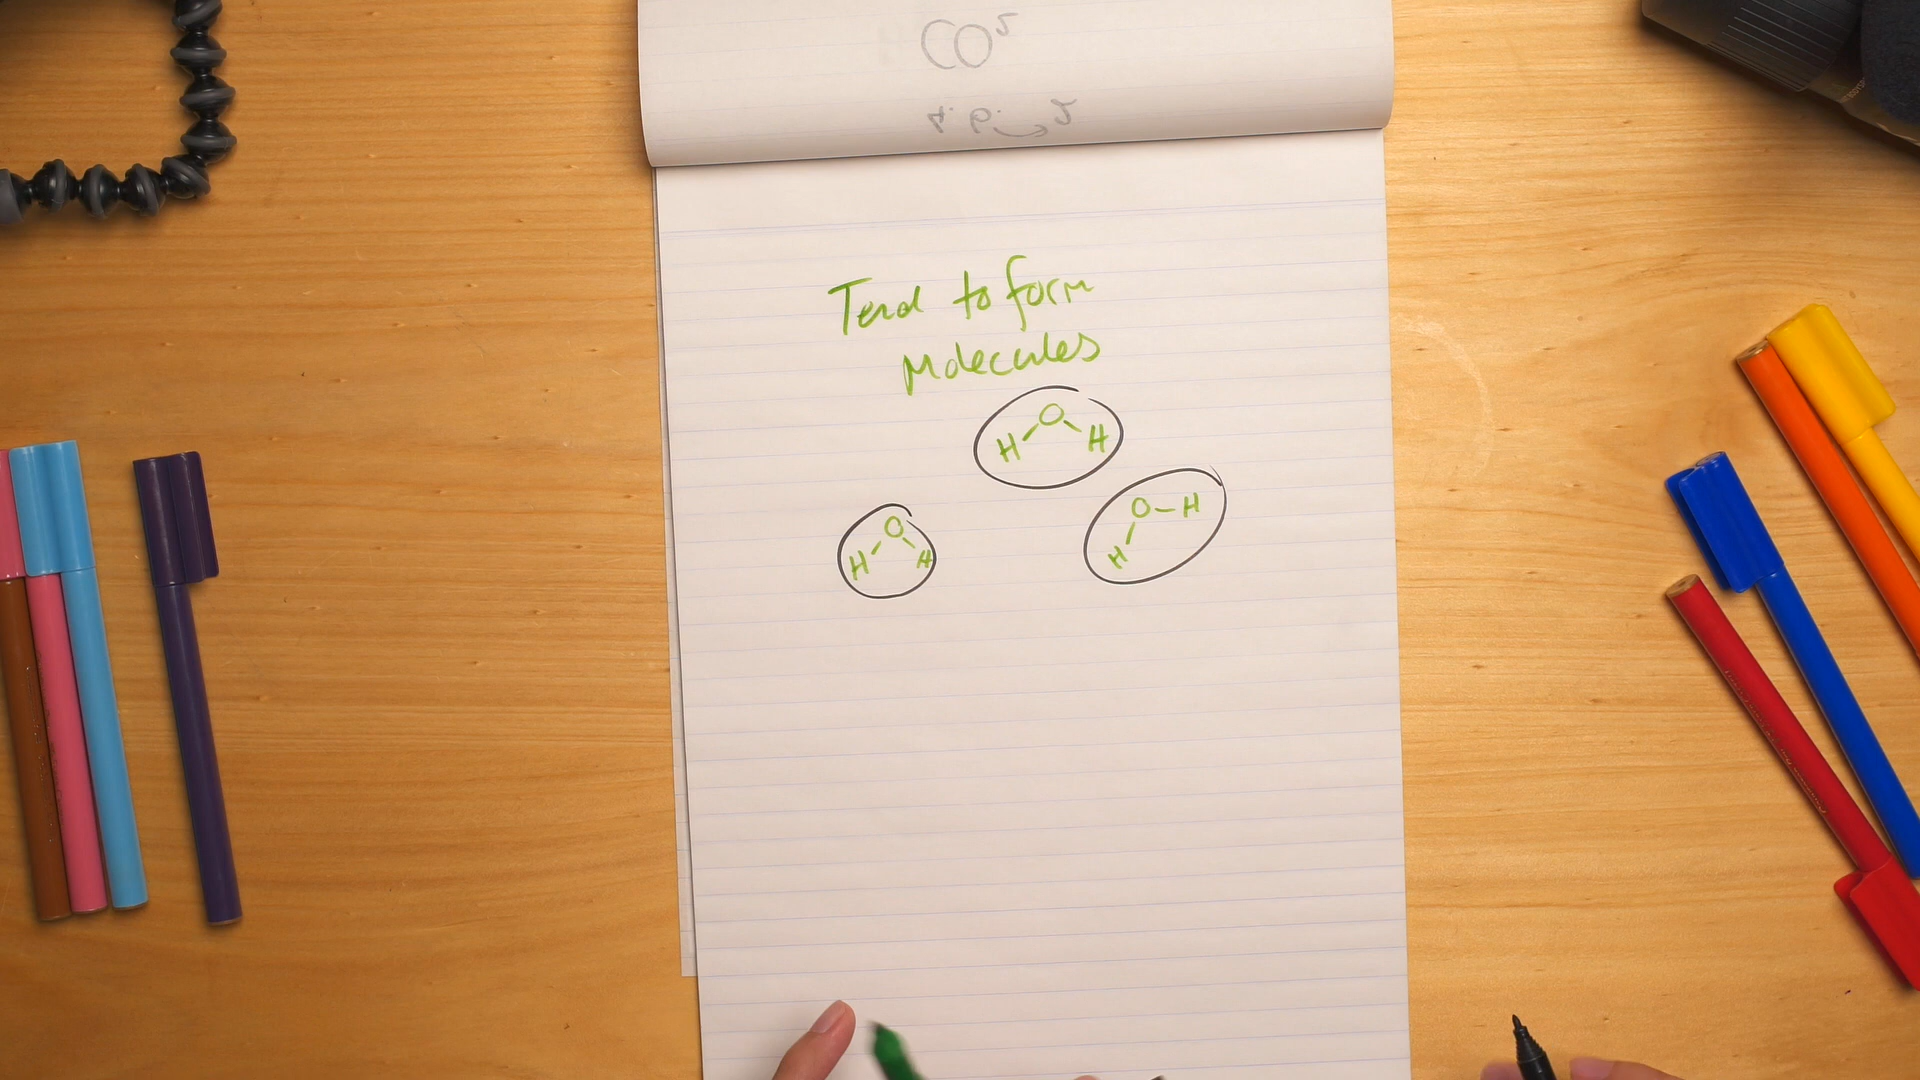 Tend to form
Molecules
O
H H
O H
H
O
H H